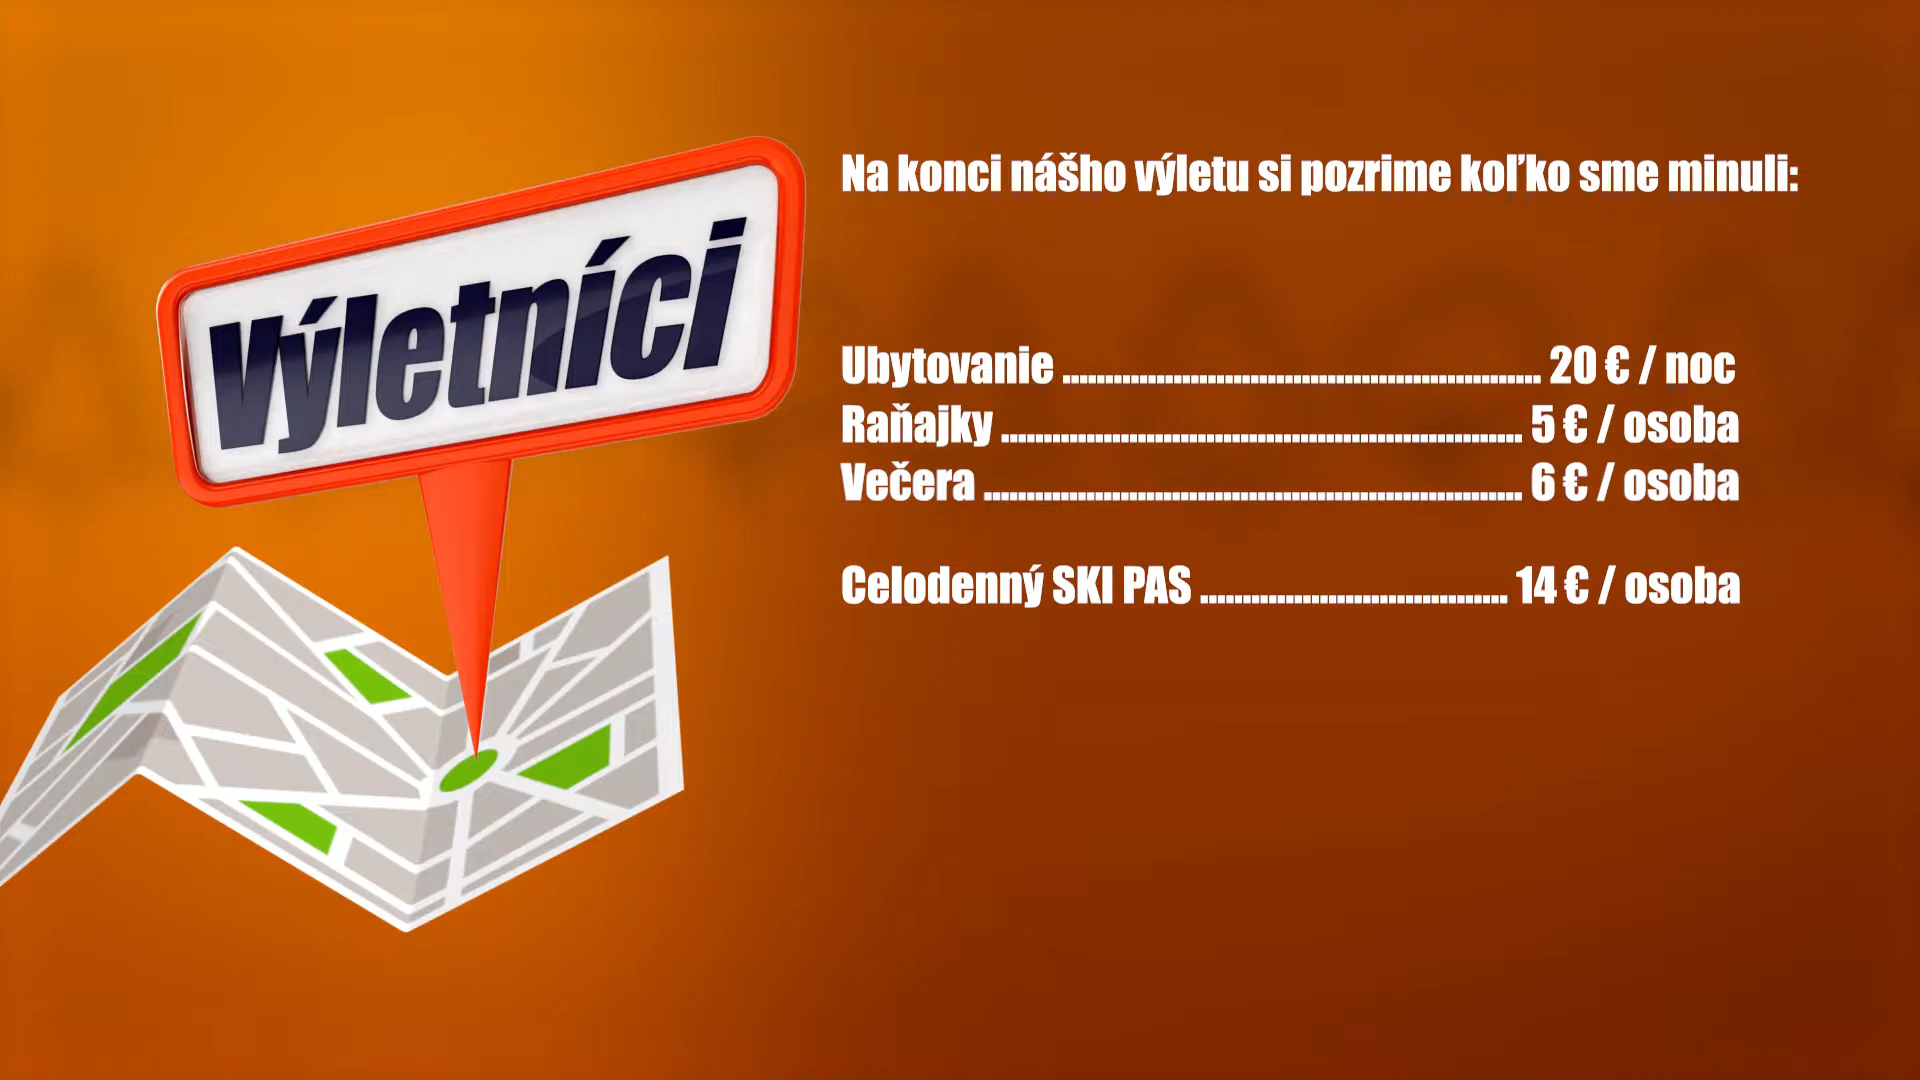 Výletníci
Na konci nášho výletu si pozrime koľko sme minuli:
Ubytovanie ........................................................ 20 € / noc
Raňajky ............................................................. 5 € / osoba
Večera ............................................................... 6 € / osoba
Celodenný SKI PAS .................................... 14 € / osoba